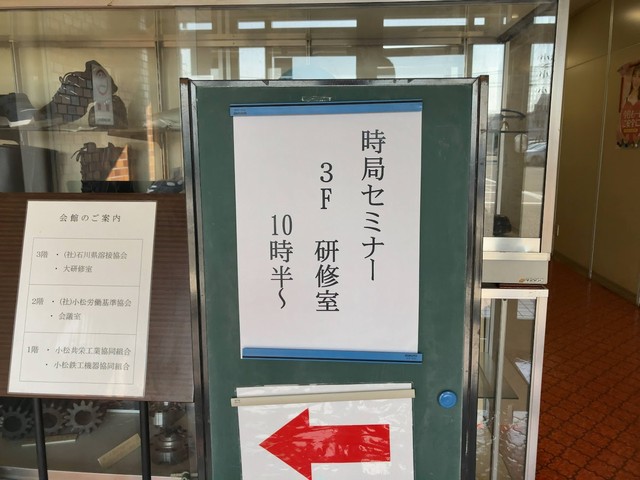 時局セミナー
3F 研修室
10時半~
会館のご案内
3階 ・(社)石川県溶接協会
・大研修室
2階 ・(社)小松労働基準協会
・会議室
1階 ・小松共栄工業協同組合
・小松鉄工機器協同組合